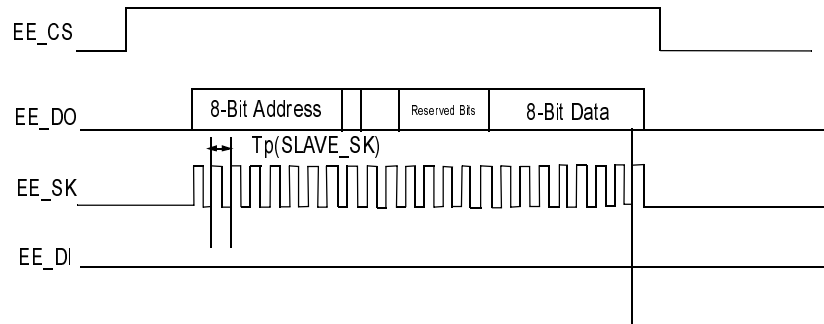 EE_CS
EE_DO
8-Bit Address
Reserved Bits
8-Bit Data
Tp(SLAVE_SK)
EE_SK
EE_DI